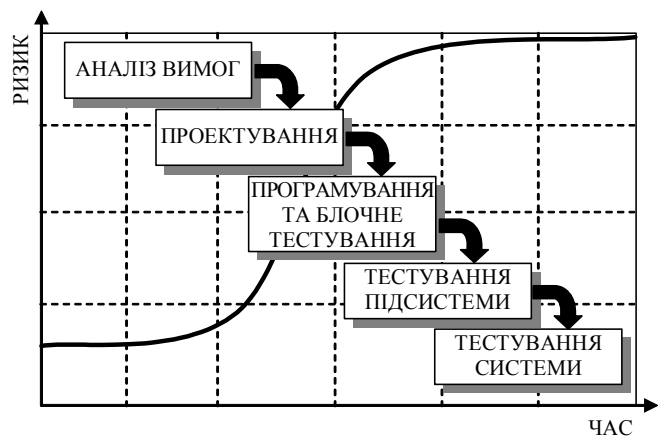 РИЗИК
АНАЛІЗ ВИМОГ
ПРОЕКТУВАННЯ
ПРОГРАМУВАННЯ
ТА БЛОЧНЕ
ТЕСТУВАННЯ
ТЕСТУВАННЯ
ПІДСИСТЕМИ
ТЕСТУВАННЯ
СИСТЕМИ
ЧАС